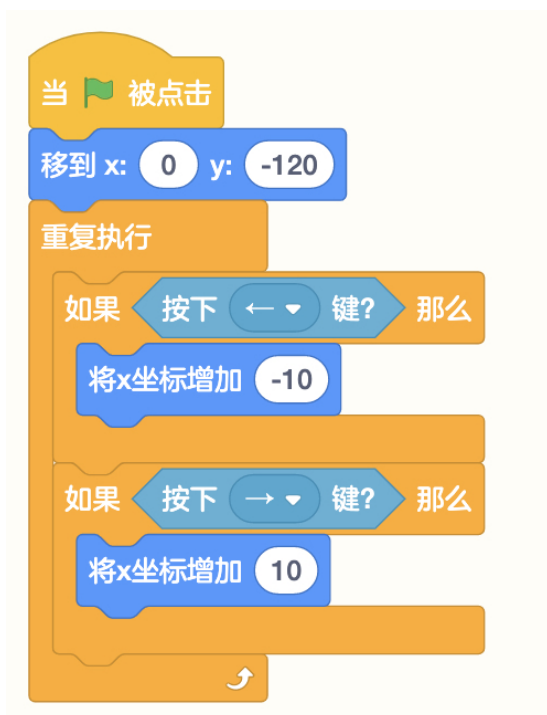 当 被点击
移到 x: 0 y: -120
重复执行
如果 按下 ← 键? 那么
将x坐标增加 -10
如果 按下 → 键? 那么
将x坐标增加 10